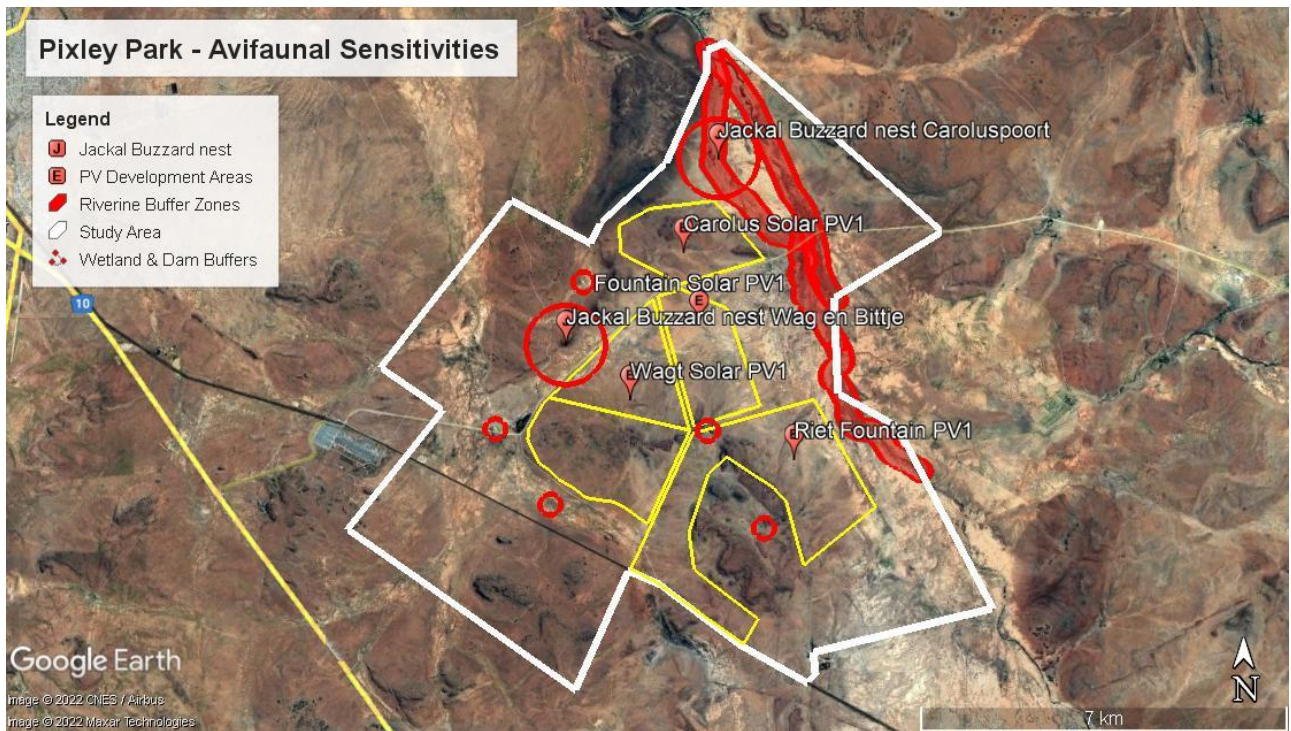 Pixley Park - Avifaunal Sensitivities
Legend
J Jackal Buzzard nest
E PV Development Areas
Riverine Buffer Zones
Study Area
Wetland & Dam Buffers
Jackal Buzzard nest Caroluspoort
Carolus Solar PV1
Fountain Solar PV1
E
10
Jackal Buzzard nest Wag en Bittje
Wagt Solar PV1
Riet Fountain PV1
Google Earth
Image © 2022 CNES / Airbus
Image © 2022 Maxar Technologies
N
7 km